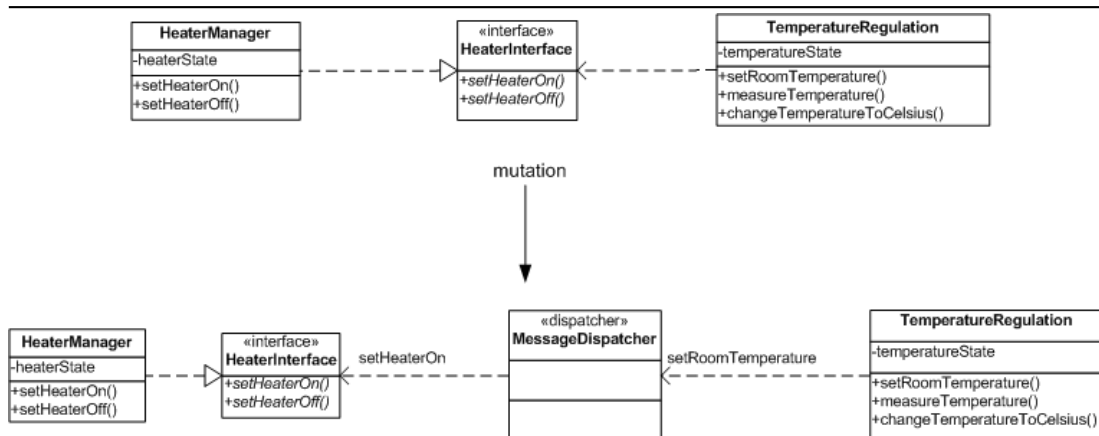 HeaterManager
-heaterState
+setHeaterOn()
+setHeaterOff()
«interface»
HeaterInterface
+setHeaterOn()
+setHeaterOff()
TemperatureRegulation
-temperatureState
+setRoomTemperature()
+measureTemperature()
+changeTemperatureToCelsius()
mutation
HeaterManager
-heaterState
+setHeaterOn()
+setHeaterOff()
«interface»
HeaterInterface
+setHeaterOn()
+setHeaterOff()
setHeaterOn
«dispatcher»
MessageDispatcher
setRoomTemperature
TemperatureRegulation
-temperatureState
+setRoomTemperature()
+measureTemperature()
+changeTemperatureToCelsius()